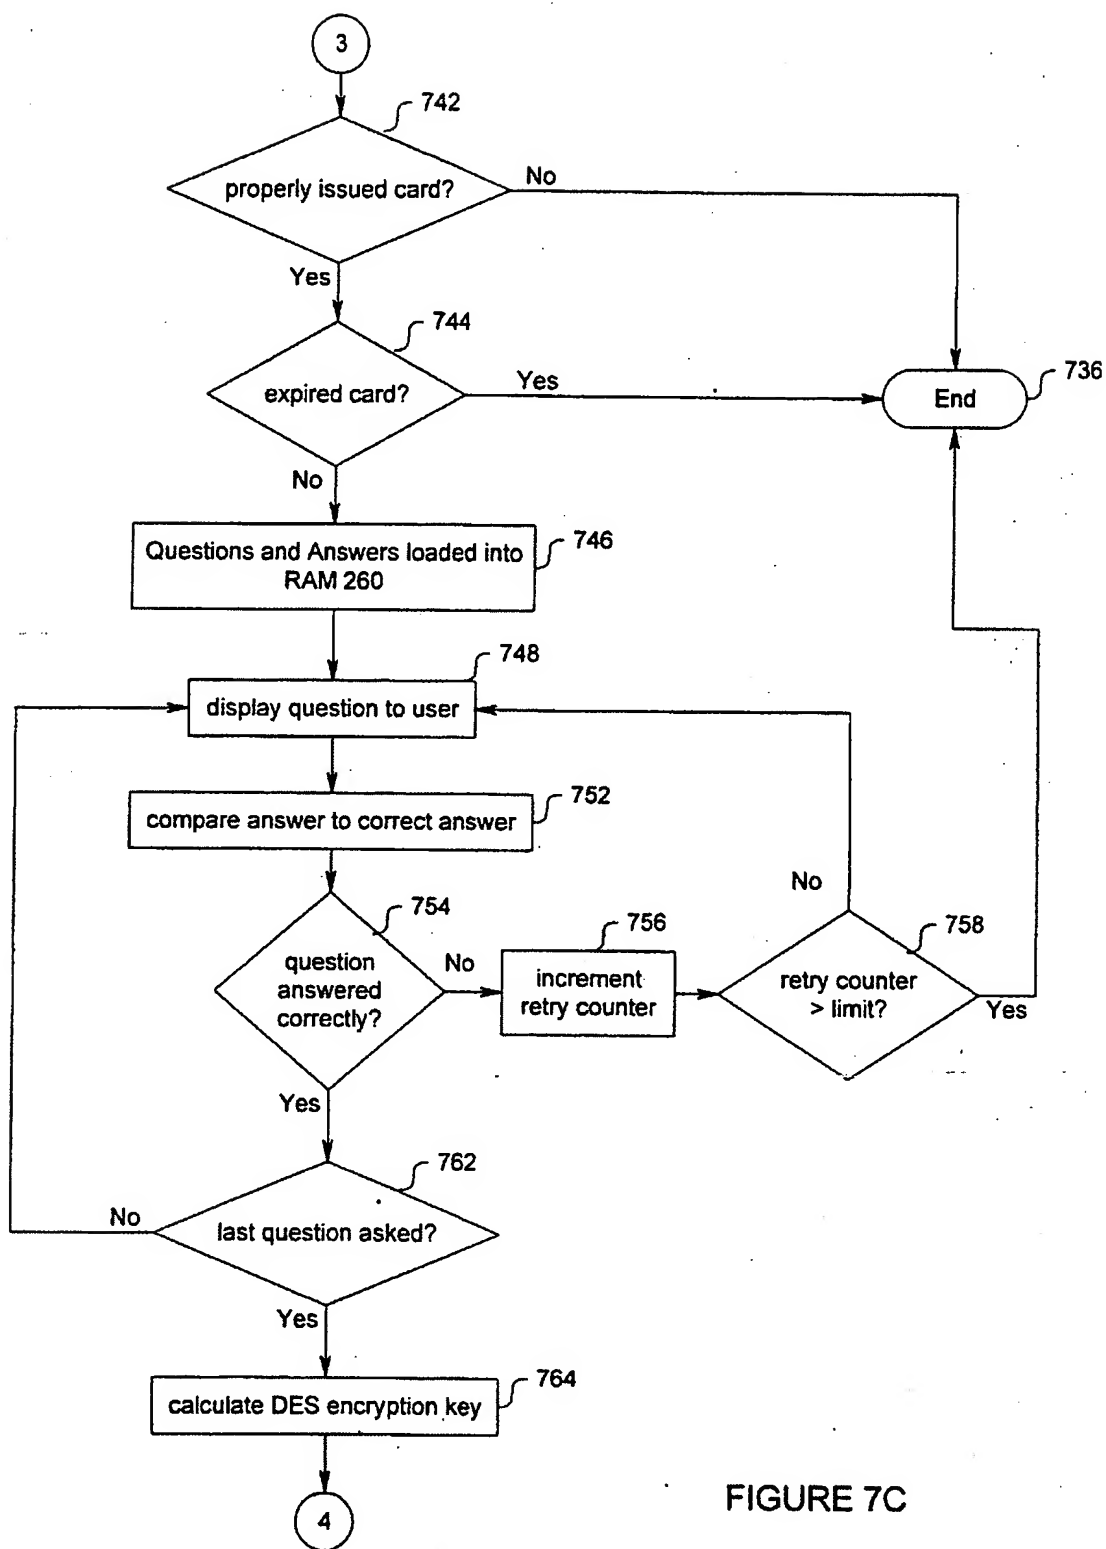 3
742
properly issued card?
No
Yes
744
expired card?
Yes
End
736
No
Questions and Answers loaded into
RAM 260
746
748
display question to user
752
compare answer to correct answer
No
754
756
758
question
answered
correctly?
No
increment
retry counter
retry counter
> limit?
Yes
Yes
762
No
last question asked?
Yes
764
calculate DES encryption key
4
FIGURE 7C